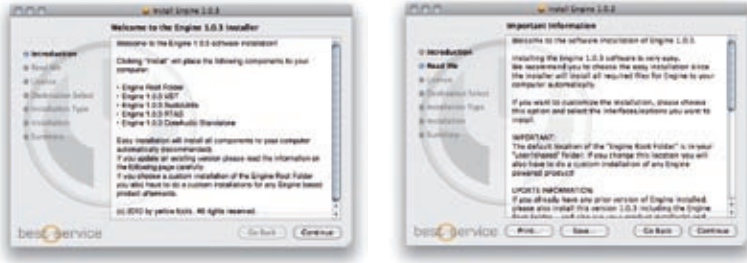 Install Engine 1.0.3
Welcome to the Engine 1.0.3 Installer
Introduction
Read Me
License
Destination Select
Installation Type
Installation
Summary
Welcome to the Engine 1.0.3 software installation!
Clicking "Install" will place the following components to your
computer:
- Engine Root Folder
- Engine 1.0.3 VST
- Engine 1.0.3 AudioUnits
- Engine 1.0.3 RTAS
- Engine 1.0.3 CoreAudio Standalone
Easy installation will install all components to your computer
automatically (recommended).
If you update an existing version please read the information on
the following page carefully.
If you choose a custom installation of the Engine Root Folder
you also have to do a custom installations for any Engine based
product afterwards.
(c) 2010 by yellow tools. All rights reserved.
best service
Go Back
Continue
Install Engine 1.0.3
Important Information
Introduction
Read Me
License
Destination Select
Installation Type
Installation
Summary
Welcome to the software installation of Engine 1.0.3.
Installing the Engine 1.0.3 software is very easy.
We recommend you to choose the easy installation since
the installer will install all required files for Engine to your
computer automatically.
If you want to customize the installation, please choose
this option and select the interfaces/options you want to
install.
IMPORTANT:
The default location of the "Engine Root Folder" is in your
"user/shared" folder. If you change this location you will
also have to do a custom installation of any Engine
powered product!
UPDATE INFORMATION:
If you already have any prior version of Engine installed,
please also install this version 1.0.3 including the Engine
best service
Print...
Save...
Go Back
Continue